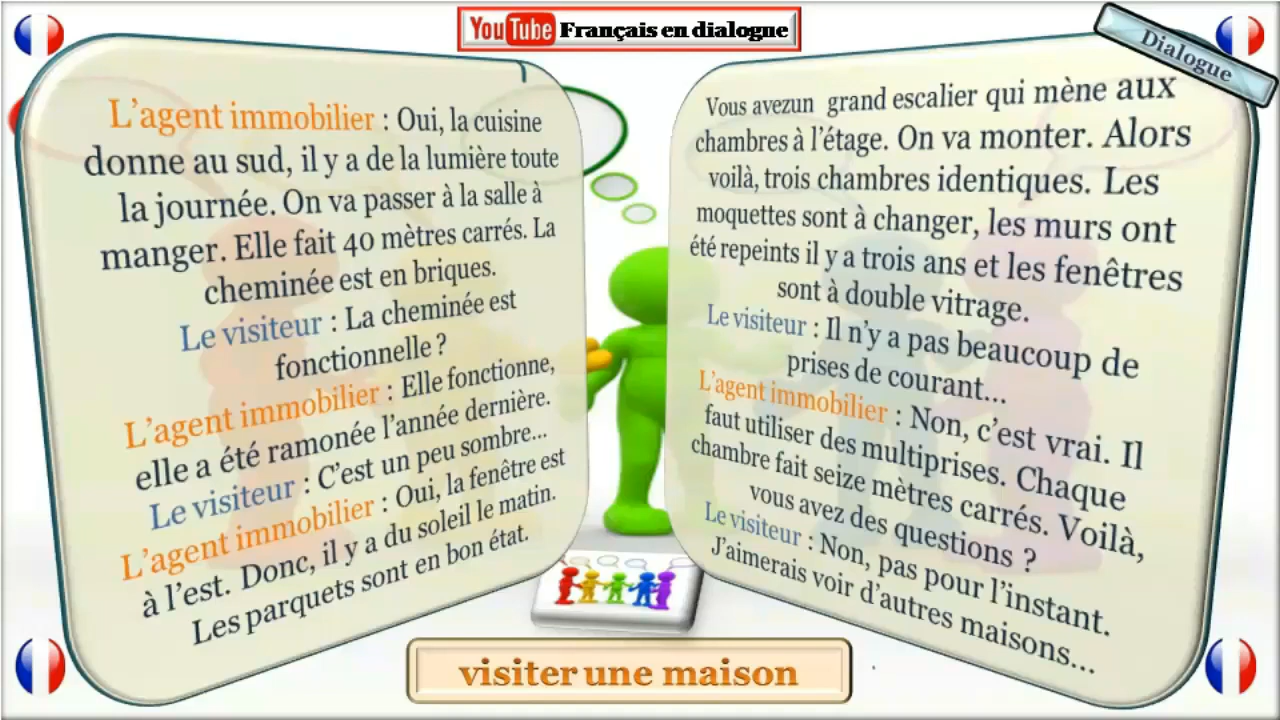 YouTube Français en dialogue
Dialogue
L'agent immobilier : Oui, la cuisine
donne au sud, il y a de la lumière toute
la journée. On va passer à la salle à
manger. Elle fait 40 mètres carrés. La
cheminée est en briques.
Le visiteur : La cheminée est
fonctionnelle ?
L'agent immobilier : Elle fonctionne,
elle a été ramonée l'année dernière.
Le visiteur : C'est un peu sombre...
L'agent immobilier : Oui, la fenêtre est
à l'est. Donc, il y a du soleil le matin.
Les parquets sont en bon état.
Vous avezun grand escalier qui mène aux
chambres à l'étage. On va monter. Alors
voilà, trois chambres identiques. Les
moquettes sont à changer, les murs ont
été repeints il y a trois ans et les fenêtres
sont à double vitrage.
Le visiteur : Il n'y a pas beaucoup de
prises de courant...
L'agent immobilier : Non, c'est vrai. Il
faut utiliser des multiprises. Chaque
chambre fait seize mètres carrés. Voilà,
vous avez des questions ?
Le visiteur : Non, pas pour l'instant.
J'aimerais voir d'autres maisons...
visiter une maison